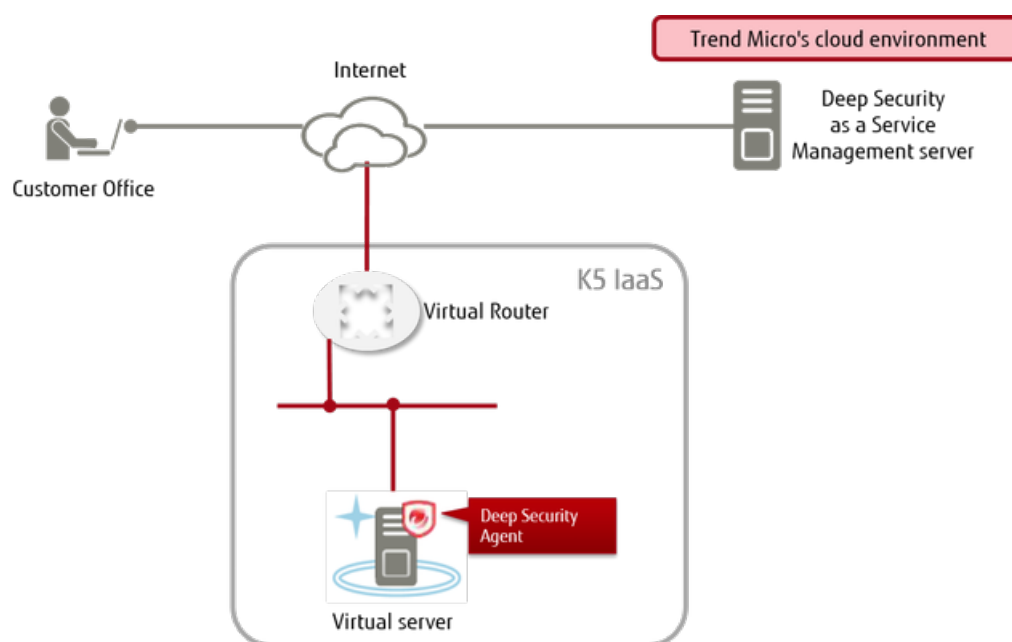 Trend Micro's cloud environment
Internet
Deep Security
as a Service
Management server
Customer Office
K5 IaaS
Virtual Router
Deep Security
Agent
Virtual server